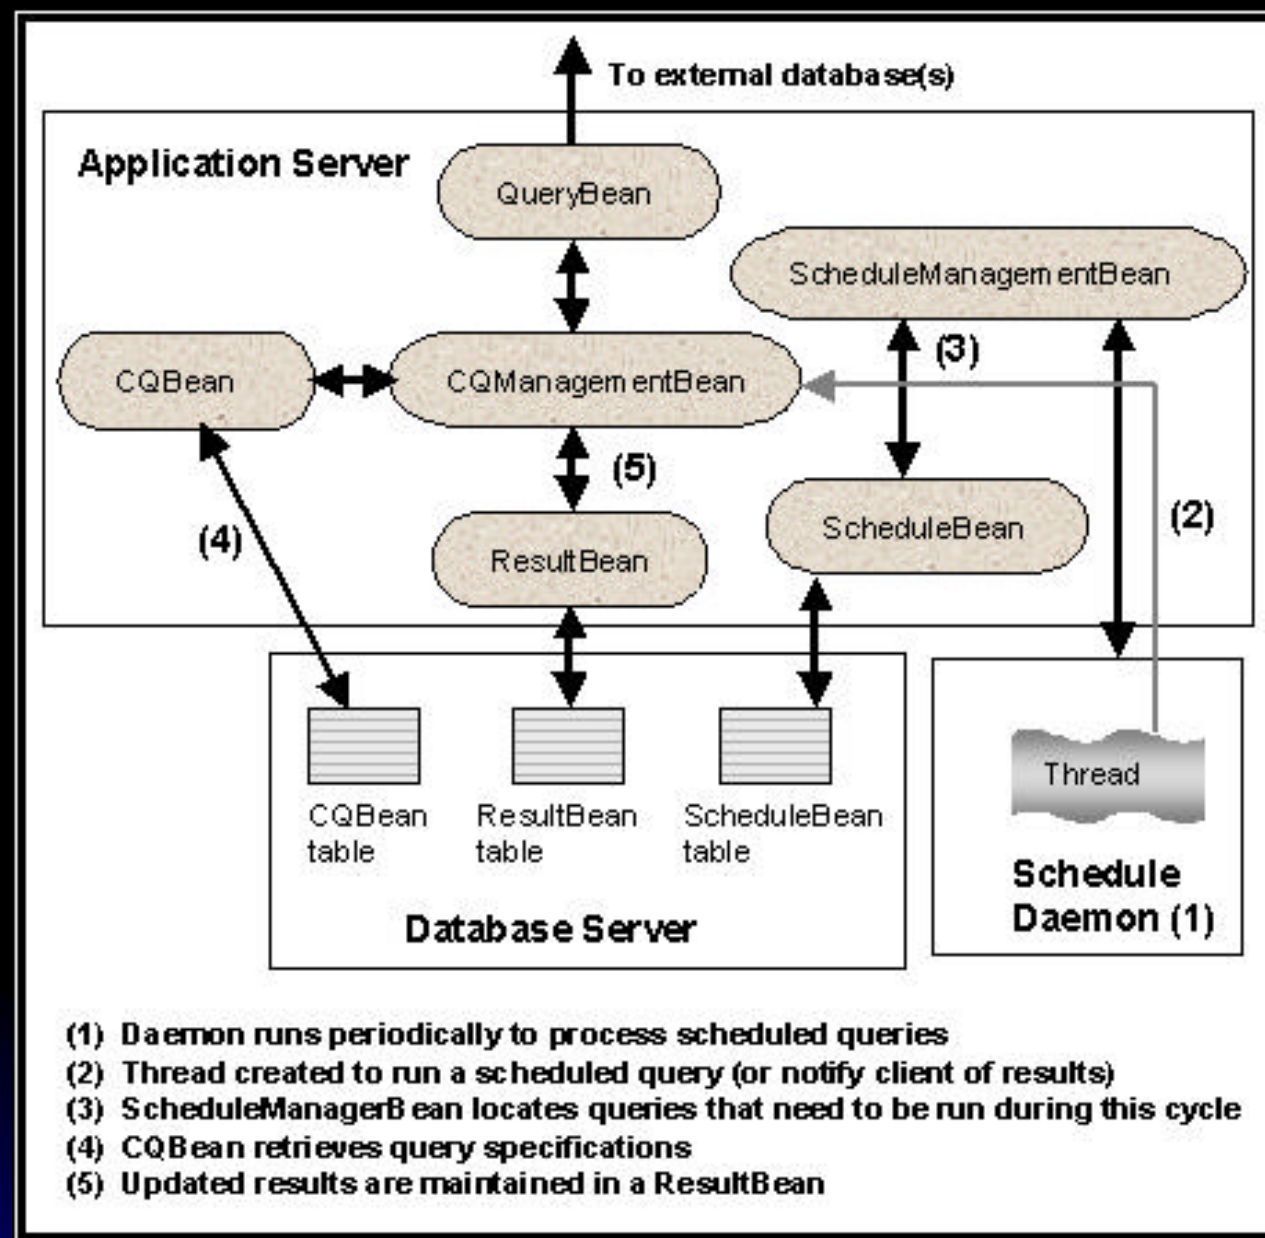 To external database(s)
Application Server
QueryBean
ScheduleManagementBean
(3)
CQBean
CQManagementBean
(5)
(2)
ScheduleBean
(4)
ResultBean
Thread
CQBean
table
ResultBean
table
ScheduleBean
table
Schedule
Daemon (1)
Database Server
(1) Daemon runs periodically to process scheduled queries
(2) Thread created to run a scheduled query (or notify client of results)
(3) ScheduleManagerBean locates queries that need to be run during this cycle
(4) CQBean retrieves query specifications
(5) Updated results are maintained in a ResultBean